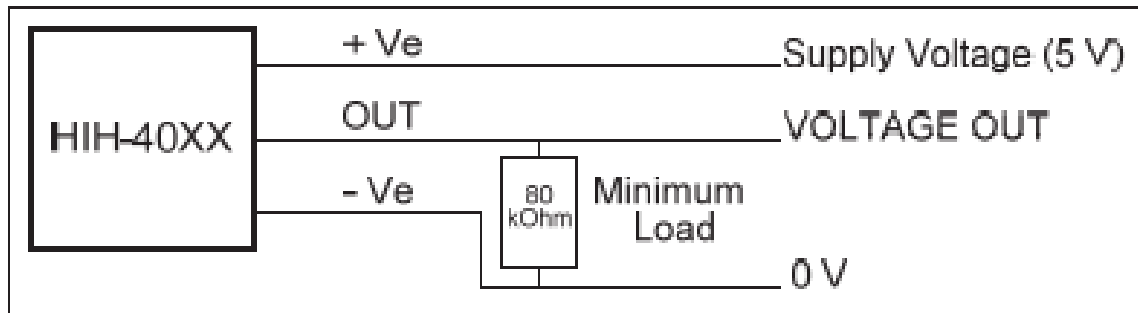 + Ve
Supply Voltage (5 V)
HIH-40XX
OUT
VOLTAGE OUT
- Ve
80
kOhm
Minimum
Load
0 V